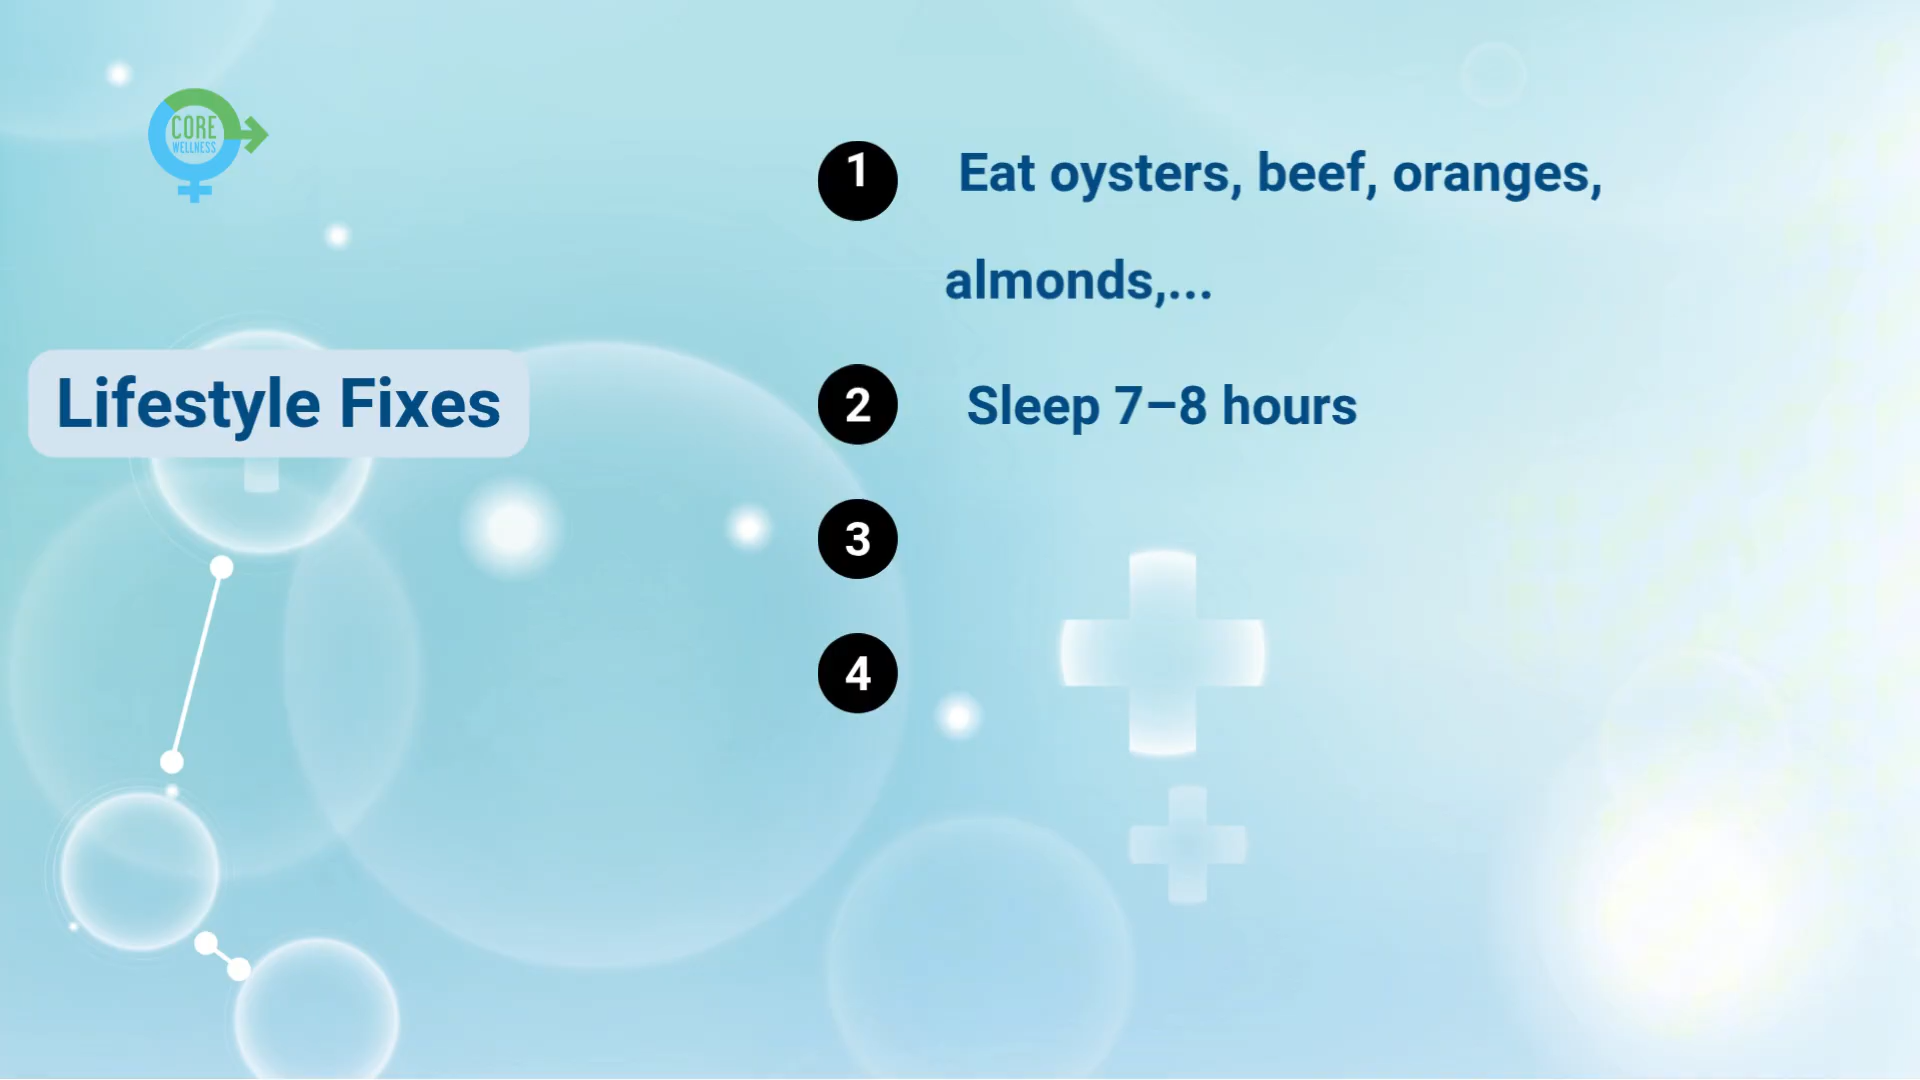 CORE
WELLNESS
Lifestyle Fixes
1 Eat oysters, beef, oranges,
almonds,...
2 Sleep 7–8 hours
3
4